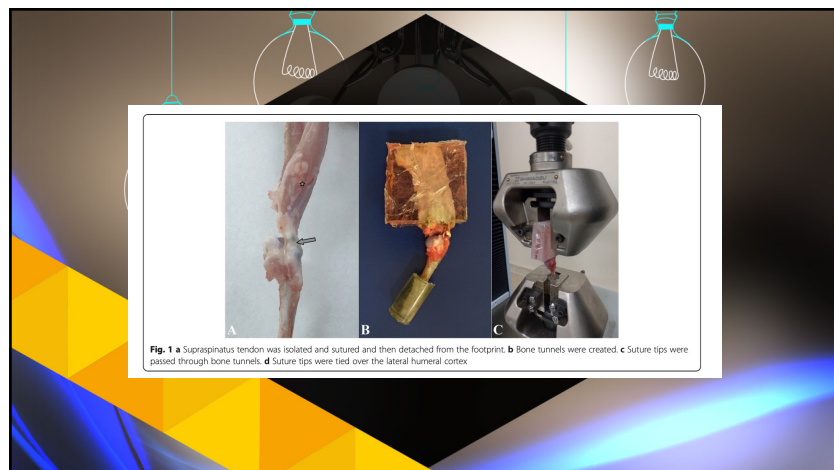 A B C
Fig. 1 a Supraspinatus tendon was isolated and sutured and then detached from the footprint. b Bone tunnels were created. c Suture tips were
passed through bone tunnels. d Suture tips were tied over the lateral humeral cortex